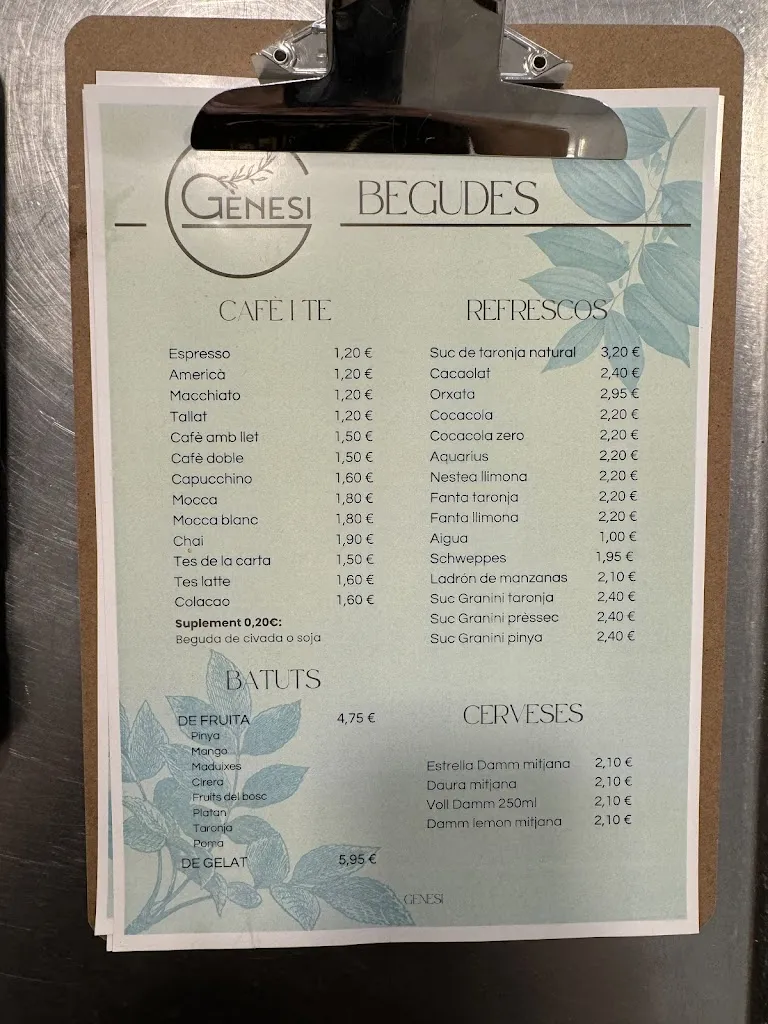 GÈNESI
BEGUDES
CAFÈ I TE
Espresso 1,20 €
Americà 1,20 €
Macchiato 1,20 €
Tallat 1,20 €
Cafè amb llet 1,50 €
Cafè doble 1,50 €
Capucchino 1,60 €
Mocca 1,80 €
Mocca blanc 1,80 €
Chai 1,90 €
Tes de la carta 1,50 €
Tes latte 1,60 €
Colacao 1,60 €
Suplement 0,20€:
Beguda de civada o soja
BATUTS
DE FRUITA 4,75 €
Pinya
Mango
Maduixes
Cirera
Fruits del bosc
Platan
Taronja
Poma
DE GELAT 5,95 €
REFRESCOS
Suc de taronja natural 3,20 €
Cacaolat 2,40 €
Orxata 2,95 €
Cocacola 2,20 €
Cocacola zero 2,20 €
Aquarius 2,20 €
Nestea llimona 2,20 €
Fanta taronja 2,20 €
Fanta llimona 2,20 €
Aigua 1,00 €
Schweppes 1,95 €
Ladrón de manzanas 2,10 €
Suc Granini taronja 2,40 €
Suc Granini prèssec 2,40 €
Suc Granini pinya 2,40 €
CERVESES
Estrella Damm mitjana 2,10 €
Daura mitjana 2,10 €
Voll Damm 250ml 2,10 €
Damm lemon mitjana 2,10 €
GENESI